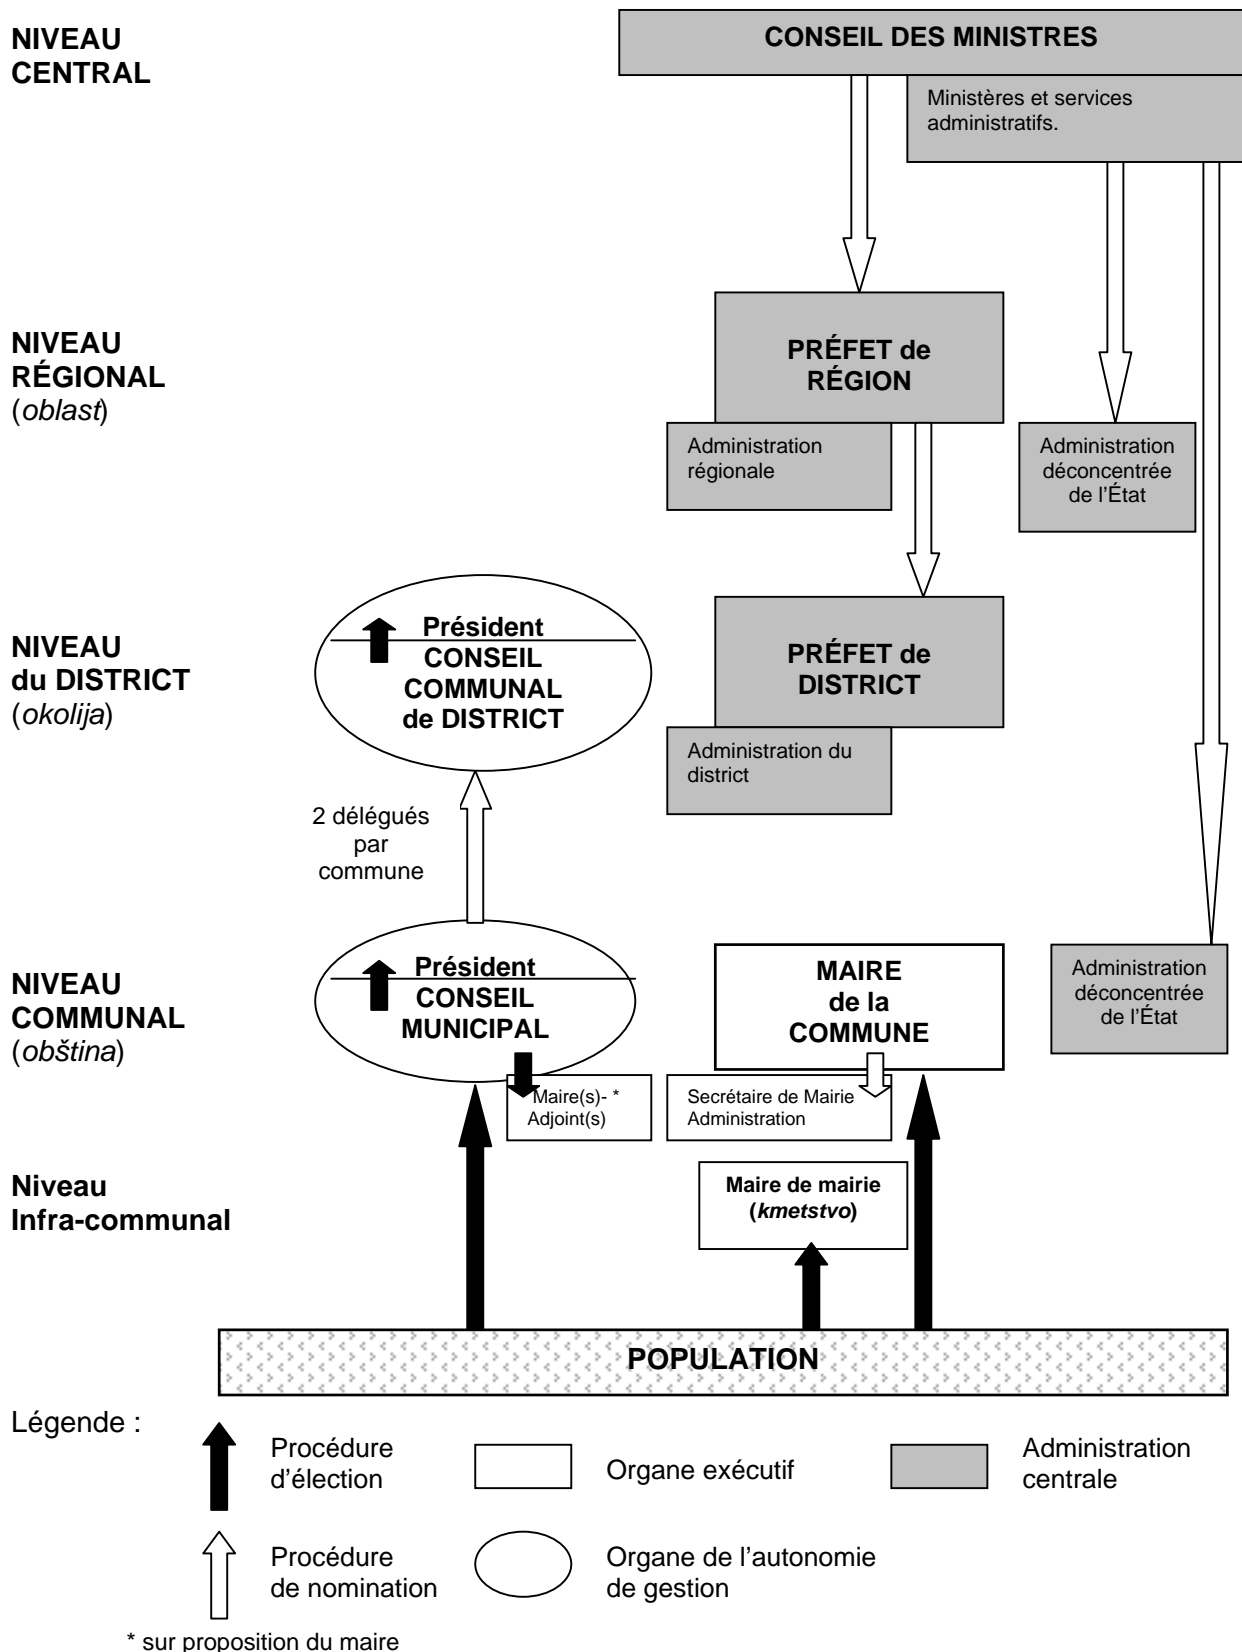 NIVEAU
CENTRAL
CONSEIL DES MINISTRES
Ministères et services
administratifs.
NIVEAU
RÉGIONAL
(oblast)
PRÉFET de
RÉGION
Administration
régionale
Administration
déconcentrée
de l'État
NIVEAU
du DISTRICT
(okolija)
Président
CONSEIL
COMMUNAL
de DISTRICT
PRÉFET de
DISTRICT
Administration du
district
2 délégués
par
commune
NIVEAU
COMMUNAL
(obština)
Président
CONSEIL
MUNICIPAL
Maire(s)- *
Adjoint(s)
MAIRE
de la
COMMUNE
Secrétaire de Mairie
Administration
Administration
déconcentrée
de l'État
Niveau
Infra-communal
Maire de mairie
(kmetstvo)
POPULATION
Légende :
Procédure
d'élection
Organe exécutif
Administration
centrale
Procédure
de nomination
Organe de l'autonomie
de gestion
* sur proposition du maire